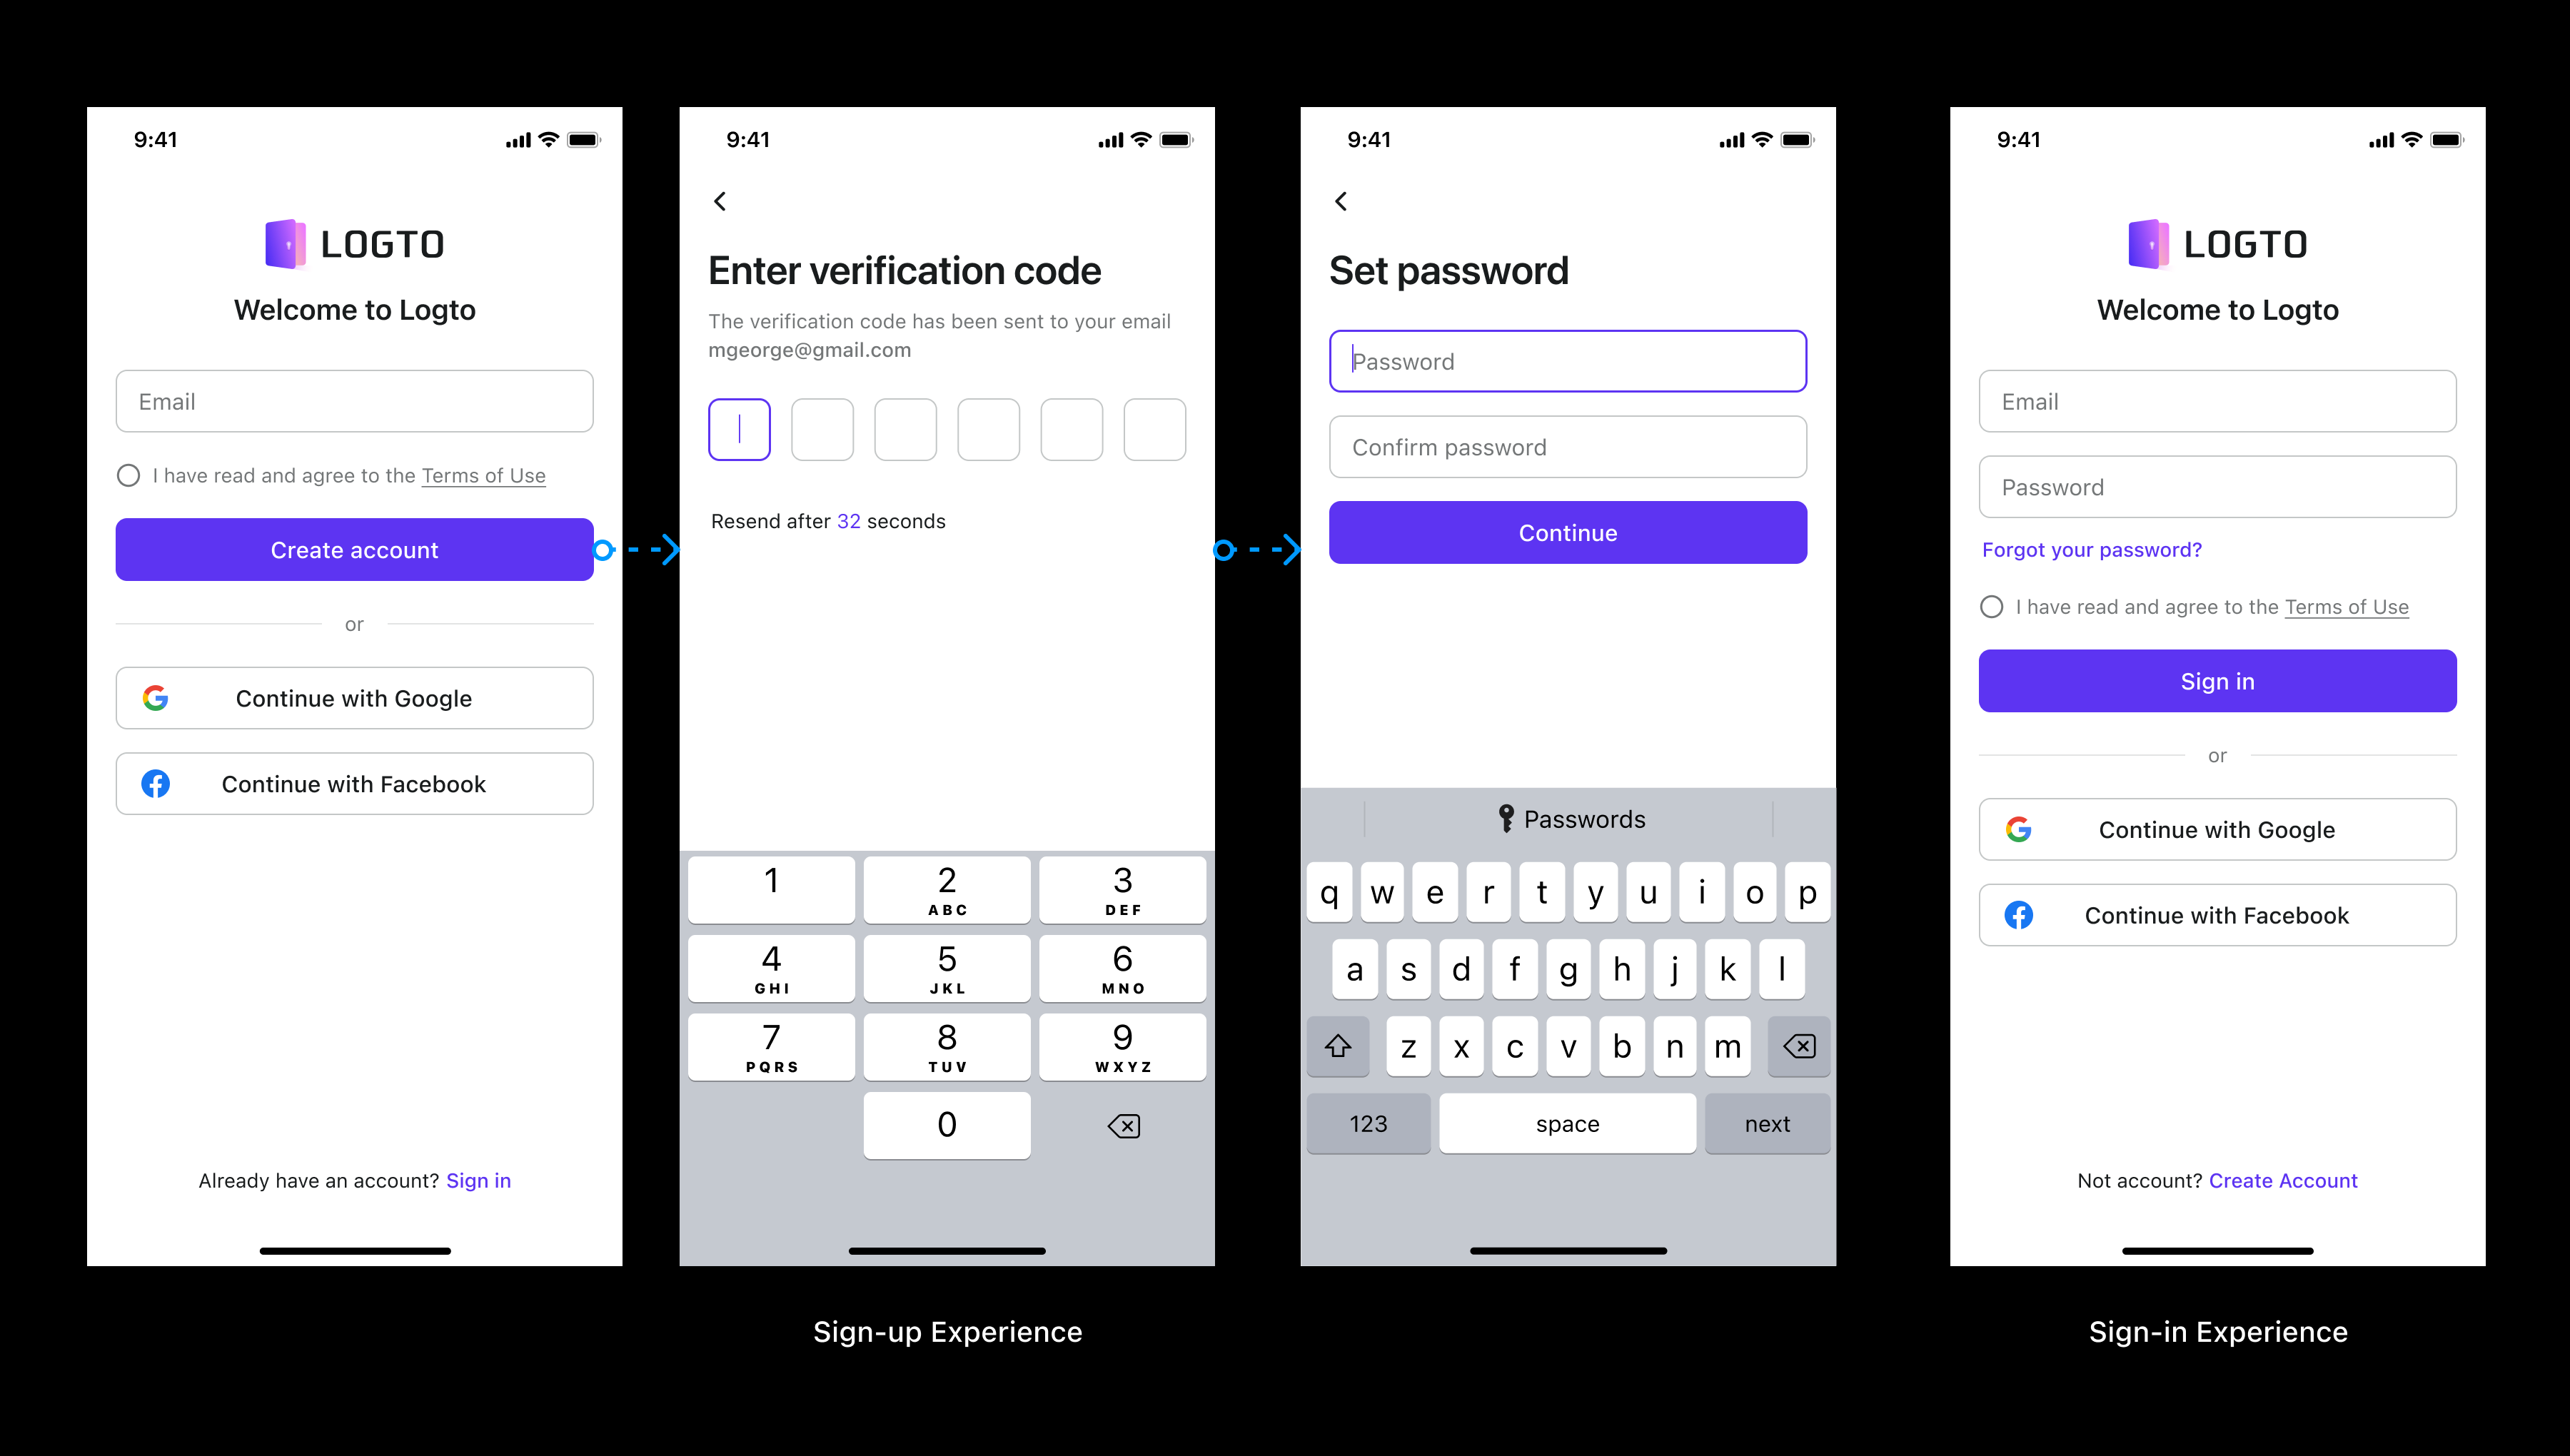 9:41
LOGTO
Welcome to Logto
Email
I have read and agree to the Terms of Use
Create account
or
Continue with Google
Continue with Facebook
Already have an account? Sign in
9:41
Enter verification code
The verification code has been sent to your email
mgeorge@gmail.com
Resend after 32 seconds
1
2
ABC
3
DEF
4
GHI
5
JKL
6
MNO
7
PQRS
8
TUV
9
WXYZ
0
9:41
Set password
Password
Confirm password
Continue
Passwords
q w e r t y u i o p
a s d f g h j k l
z x c v b n m
123 space next
Sign-up Experience
9:41
LOGTO
Welcome to Logto
Email
Password
Forgot your password?
I have read and agree to the Terms of Use
Sign in
or
Continue with Google
Continue with Facebook
Not account? Create Account
Sign-in Experience